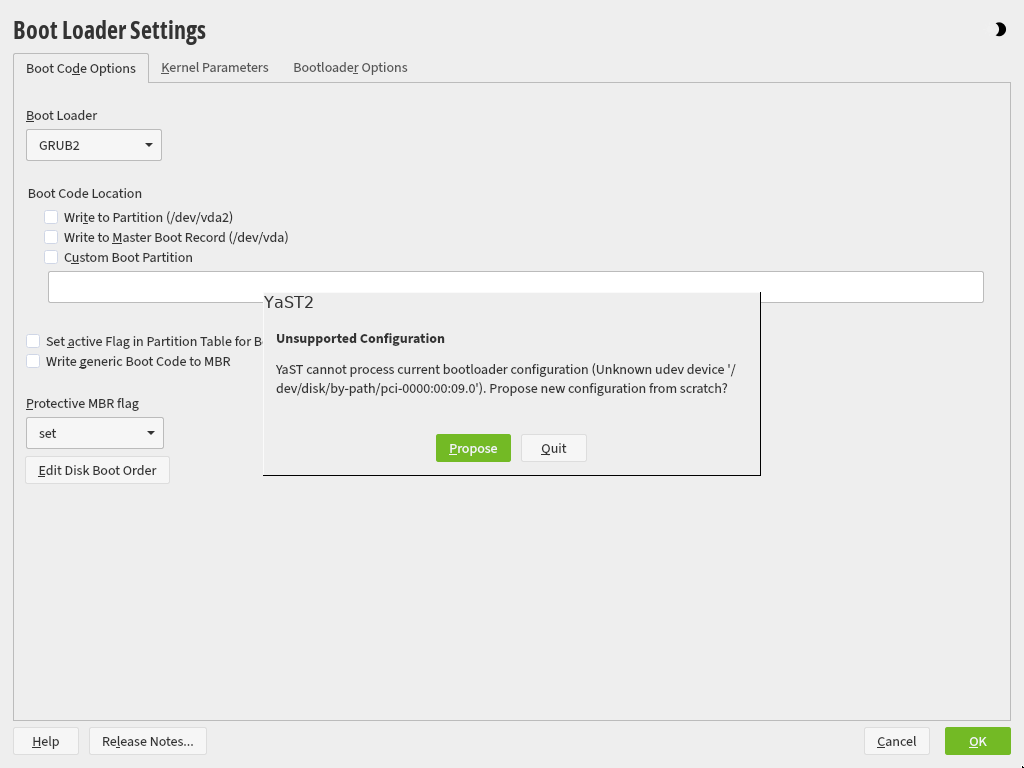 Boot Loader Settings
Boot Code Options
Kernel Parameters
Bootloader Options
Boot Loader
GRUB2
Boot Code Location
Write to Partition (/dev/vda2)
Write to Master Boot Record (/dev/vda)
Custom Boot Partition
YaST2
Unsupported Configuration
YaST cannot process current bootloader configuration (Unknown udev device '/
dev/disk/by-path/pci-0000:00:09.0'). Propose new configuration from scratch?
Propose
Quit
Set active Flag in Partition Table for
Write generic Boot Code to MBR
Protective MBR flag
set
Edit Disk Boot Order
Help
Release Notes...
Cancel
OK